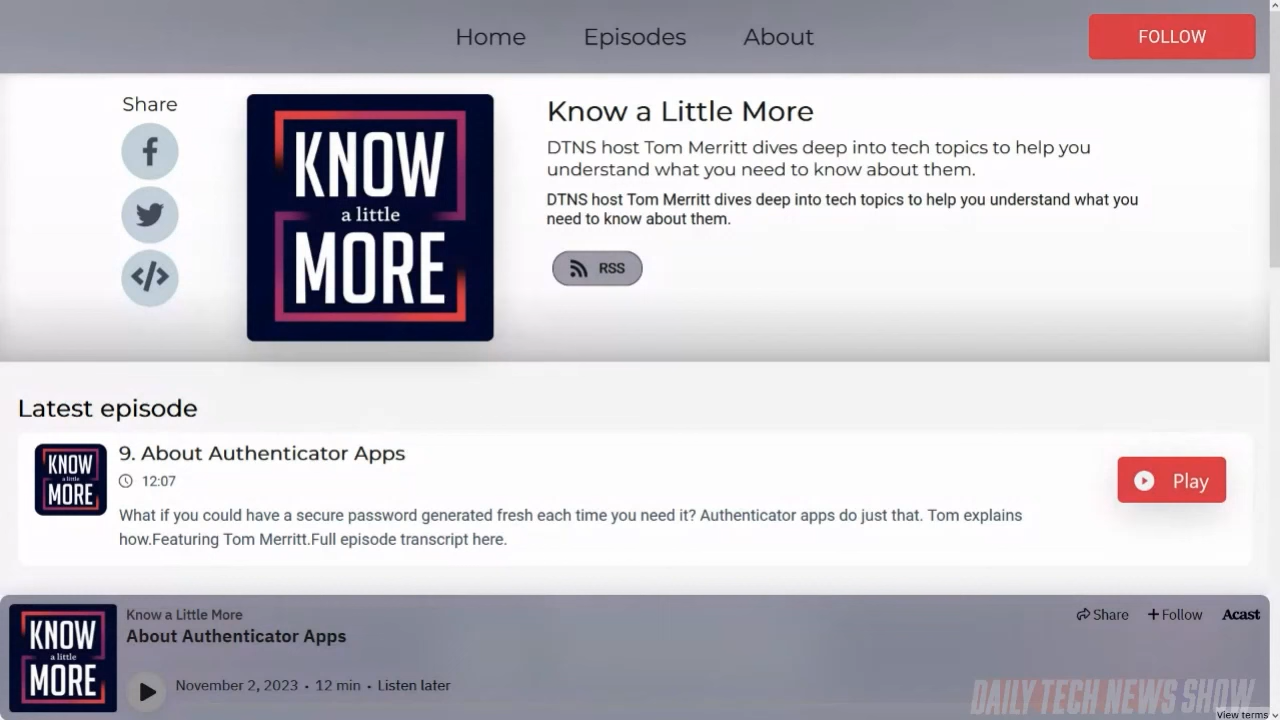 Home
Episodes
About
FOLLOW
Share
KNOW
a little
MORE
Know a Little More
DTNS host Tom Merritt dives deep into tech topics to help you
understand what you need to know about them.
DTNS host Tom Merritt dives deep into tech topics to help you understand what you
need to know about them.
RSS
Latest episode
KNOW
a little
MORE
9. About Authenticator Apps
12:07
What if you could have a secure password generated fresh each time you need it? Authenticator apps do just that. Tom explains
how.Featuring Tom Merritt.Full episode transcript here.
Play
KNOW
a little
MORE
Know a Little More
About Authenticator Apps
November 2, 2023 • 12 min • Listen later
Share
+ Follow
Acast
DAILY TECH NEWS SHOW
View terms